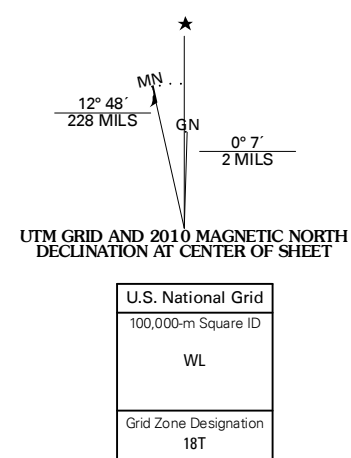 MN
12° 48´
228 MILS
GN
0° 7´
2 MILS
UTM GRID AND 2010 MAGNETIC NORTH
DECLINATION AT CENTER OF SHEET
U.S. National Grid
100,000-m Square ID
WL
Grid Zone Designation
18T